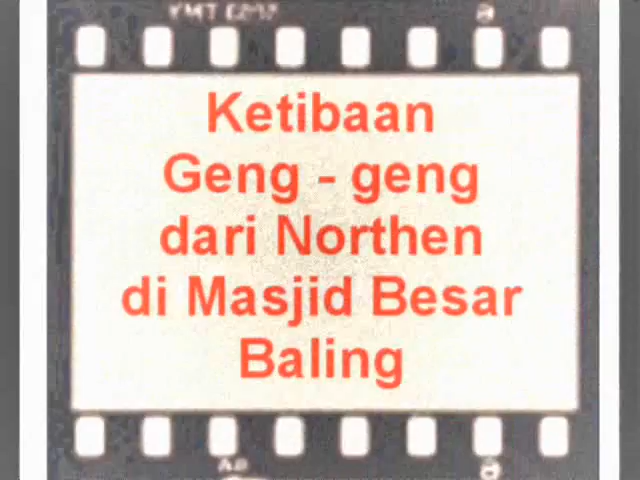 Ketibaan
Geng - geng
dari Northen
di Masjid Besar
Baling